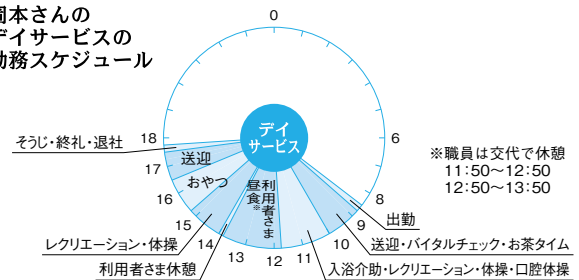 岡本さんの
デイサービスの
勤務スケジュール
0
6
8
9
10
11
12
13
14
15
16
17
18
デイ
サービス
出勤
送迎・バイタルチェック・お茶タイム
入浴介助・レクリエーション・体操・口腔体操
利用者さま
昼食※
利用者さま休憩
レクリエーション・体操
おやつ
送迎
そうじ・終礼・退社
※職員は交代で休憩
11:50〜12:50
12:50〜13:50